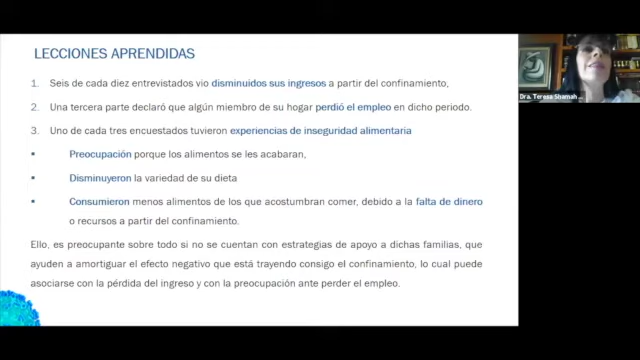 LECCIONES APRENDIDAS
1. Seis de cada diez entrevistados vio disminuidos sus ingresos a partir del confinamiento,
2. Una tercera parte declaró que algún miembro de su hogar perdió el empleo en dicho periodo.
3. Uno de cada tres encuestados tuvieron experiencias de inseguridad alimentaria
▪ Preocupación porque los alimentos se les acabaran,
▪ Disminuyeron la variedad de su dieta
▪ Consumieron menos alimentos de los que acostumbran comer, debido a la falta de dinero
o recursos a partir del confinamiento.
Ello, es preocupante sobre todo si no se cuentan con estrategias de apoyo a dichas familias, que
ayuden a amortiguar el efecto negativo que está trayendo consigo el confinamiento, lo cual puede
asociarse con la pérdida del ingreso y con la preocupación ante perder el empleo.
Dra. Teresa Shamah...